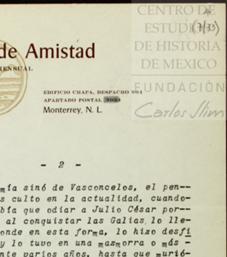 CENTRO DE
ESTUDIOS
DE HISTORIA
DE MEXICO
FUNDACIÓN
Carlos Slim
de Amistad
MENSUAL
EDIFICIO CHAPA, DESPACHO
APARTADO POSTAL
Monterrey, N. L.
- 2 -
mía sinó de Vasconcelos, el pen--
s culto en la actualidad, cuando
bía que odiar a Julio César por--
al conquistar las Galias, lo lle-
onde en esta forma, lo hizo desfi
y lo tuvo en una masmorra o más -
nte varios años, hasta que murió-